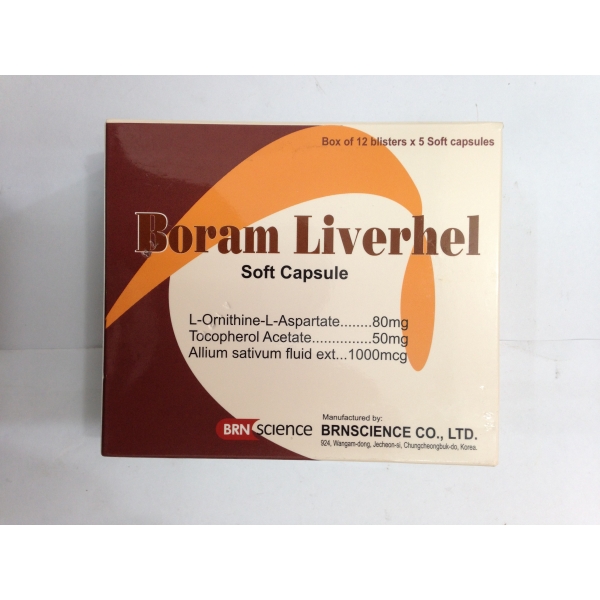 Box of 12 blisters x 5 Soft capsules
Boram Liverhel
Soft Capsule
L-Ornithine-L-Aspartate........80mg
Tocopherol Acetate...............50mg
Allium sativum fluid ext...1000mcg
Manufactured by:
BRN SCIENCE BRNSCIENCE CO., LTD.
924, Wangam-dong, Jecheon-si, Chungcheongbuk-do, Korea.